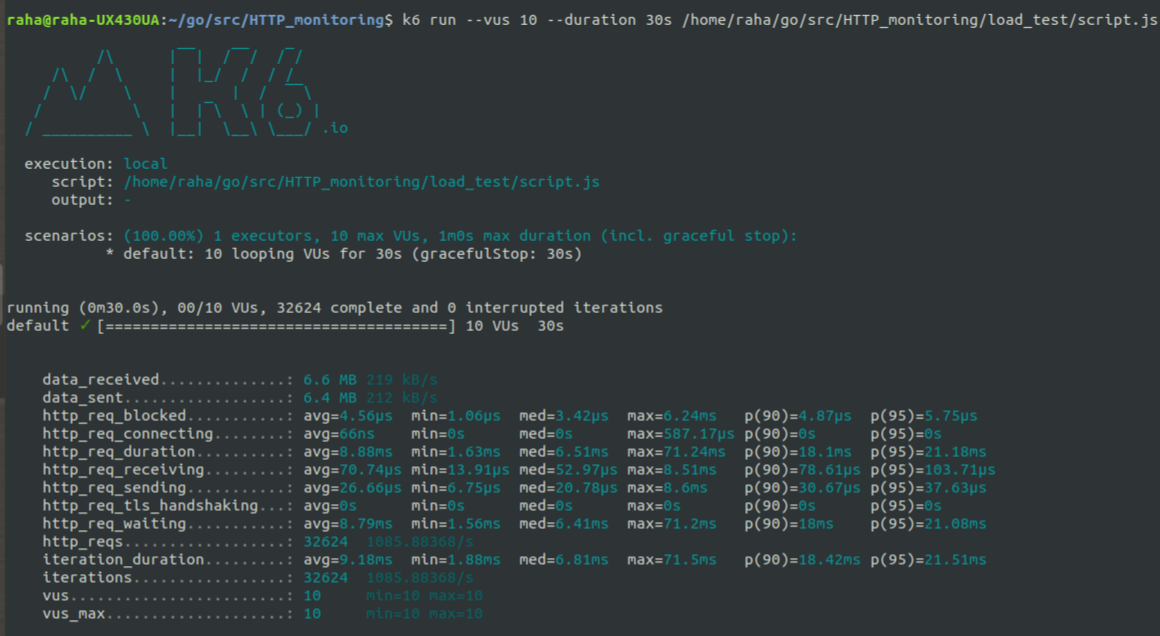 raha@raha-UX430UA:~/go/src/HTTP_monitoring$ k6 run --vus 10 --duration 30s /home/raha/go/src/HTTP_monitoring/load_test/script.js
          /\      |‾‾|  /‾‾/  /‾/
     /\  /  \     |  |_/  /  / /
    /  \/    \    |      |  /  ‾‾\
   /          \   |  |‾\  \ | (_) |
  / __________ \  |__|  \__\ \___/ .io
  execution: local
     script: /home/raha/go/src/HTTP_monitoring/load_test/script.js
     output: -
  scenarios: (100.00%) 1 executors, 10 max VUs, 1m0s max duration (incl. graceful stop):
           * default: 10 looping VUs for 30s (gracefulStop: 30s)
running (0m30.0s), 00/10 VUs, 32624 complete and 0 interrupted iterations
default ✓ [======================================] 10 VUs  30s
    data_received..............: 6.6 MB 219 kB/s
    data_sent..................: 6.4 MB 212 kB/s
    http_req_blocked...........: avg=4.56µs  min=1.06µs  med=3.42µs  max=6.24ms   p(90)=4.87µs  p(95)=5.75µs
    http_req_connecting........: avg=66ns    min=0s      med=0s      max=587.17µs p(90)=0s      p(95)=0s
    http_req_duration..........: avg=8.88ms  min=1.63ms  med=6.51ms  max=71.24ms  p(90)=18.1ms  p(95)=21.18ms
    http_req_receiving.........: avg=70.74µs min=13.91µs med=52.97µs max=8.51ms   p(90)=78.61µs p(95)=103.71µs
    http_req_sending...........: avg=26.66µs min=6.75µs  med=20.78µs max=8.6ms    p(90)=30.67µs p(95)=37.63µs
    http_req_tls_handshaking...: avg=0s      min=0s      med=0s      max=0s       p(90)=0s      p(95)=0s
    http_req_waiting...........: avg=8.79ms  min=1.56ms  med=6.41ms  max=71.2ms   p(90)=18ms    p(95)=21.08ms
    http_reqs..................: 32624  1085.88368/s
    iteration_duration.........: avg=9.18ms  min=1.88ms  med=6.81ms  max=71.5ms   p(90)=18.42ms p(95)=21.51ms
    iterations.................: 32624  1085.88368/s
    vus........................: 10     min=10 max=10
    vus_max....................: 10     min=10 max=10